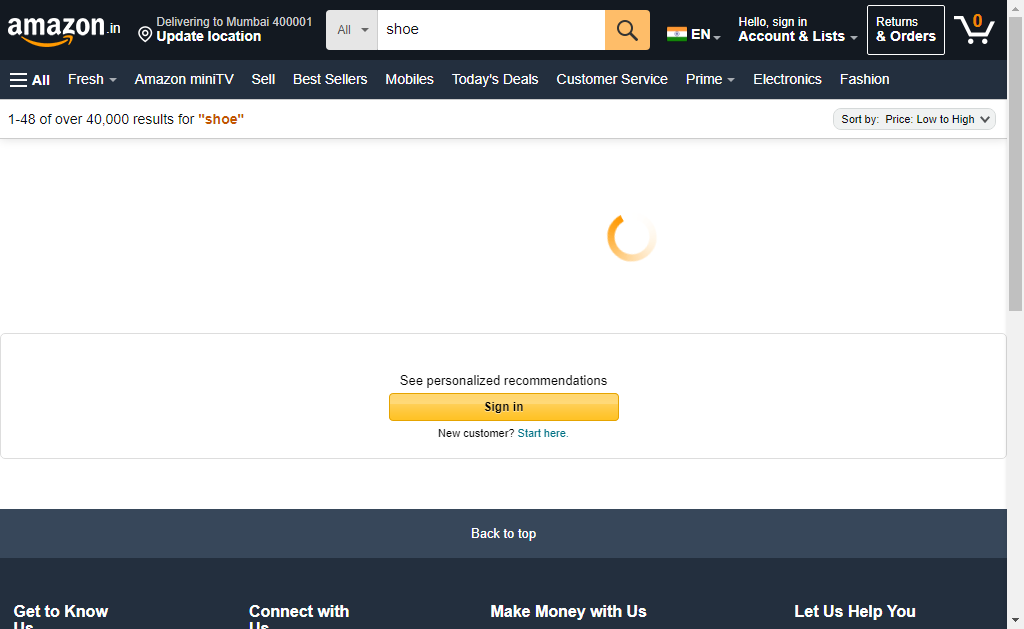 amazon.in
Delivering to Mumbai 400001
Update location
All
shoe
EN
Hello, sign in
Account & Lists
Returns
& Orders
0
All
Fresh
Amazon miniTV
Sell
Best Sellers
Mobiles
Today's Deals
Customer Service
Prime
Electronics
Fashion
1-48 of over 40,000 results for "shoe"
Sort by: Price: Low to High
See personalized recommendations
Sign in
New customer? Start here.
Back to top
Get to Know
Us
Connect with
Us
Make Money with Us
Let Us Help You